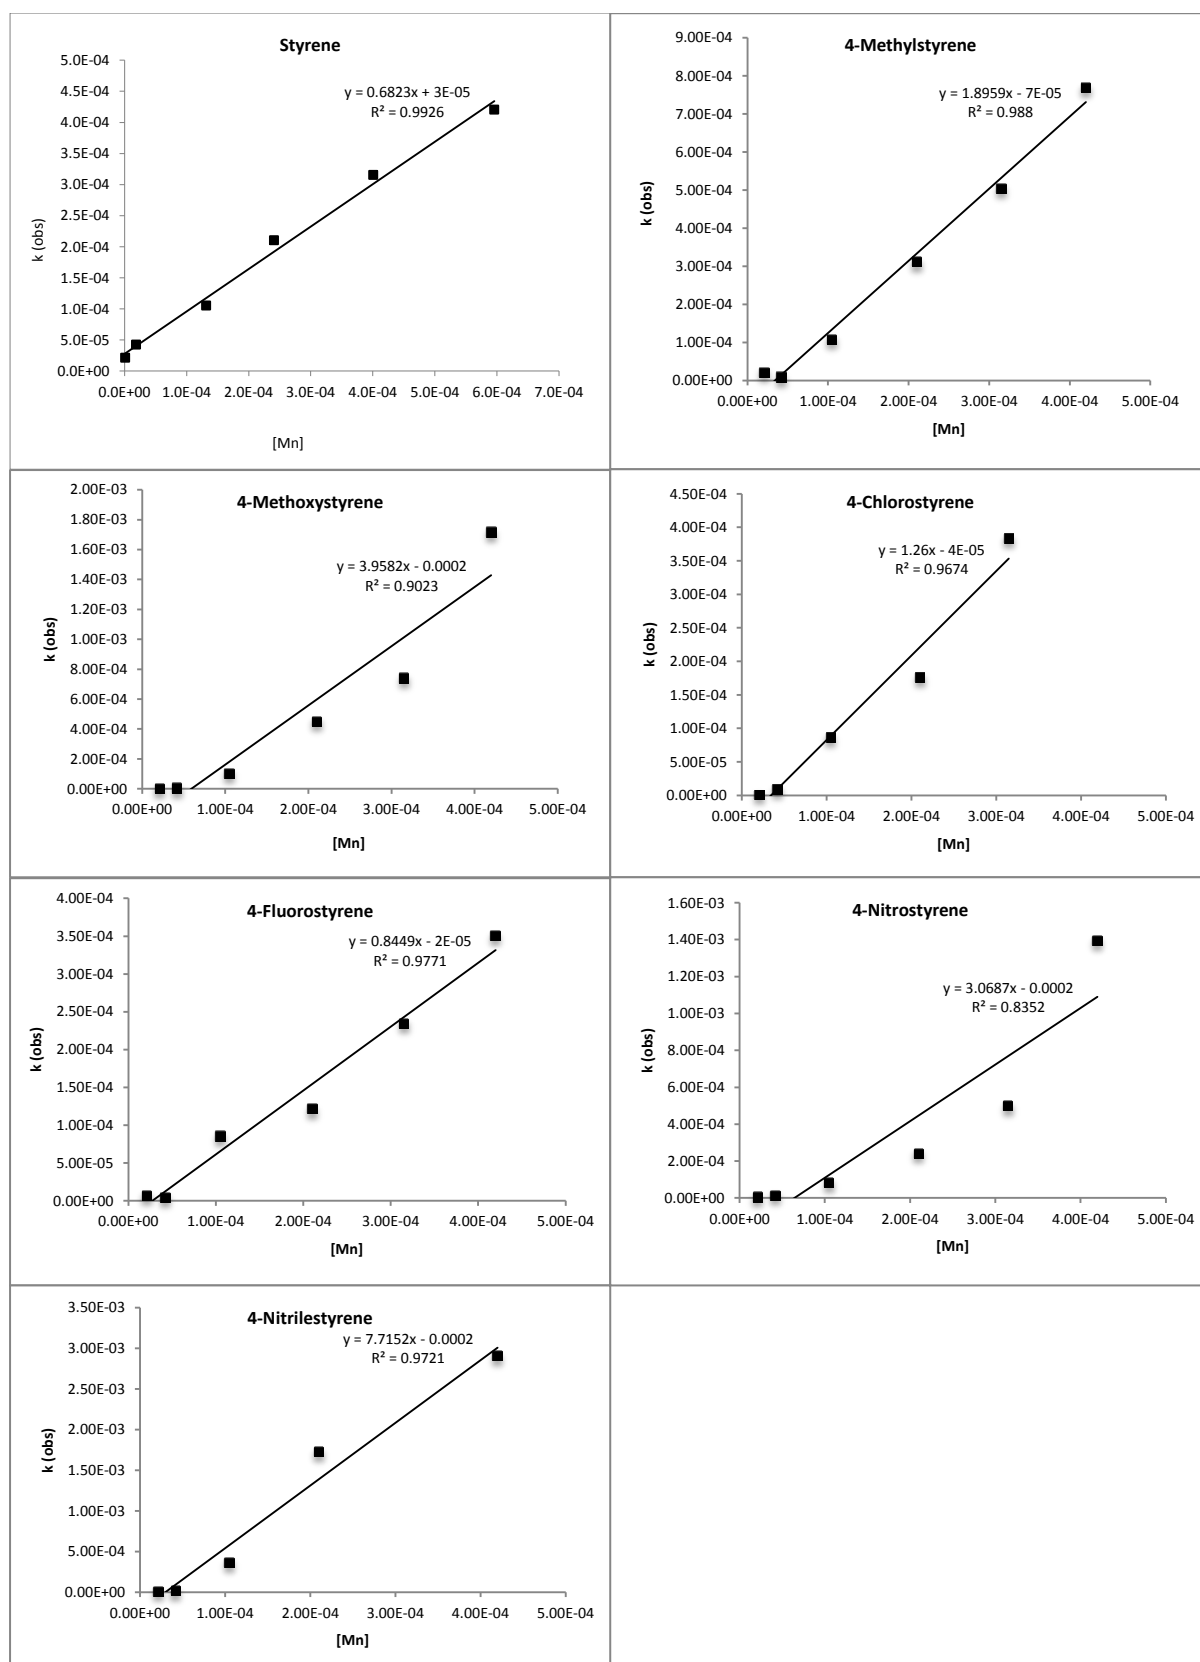 Styrene
y = 0.6823x + 3E-05
R² = 0.9926
5.0E-04
4.5E-04
4.0E-04
3.5E-04
3.0E-04
2.5E-04
2.0E-04
1.5E-04
1.0E-04
5.0E-05
0.0E+00
k (obs)
0.0E+00 1.0E-04 2.0E-04 3.0E-04 4.0E-04 5.0E-04 6.0E-04 7.0E-04
[Mn]
4-Methylstyrene
y = 1.8959x - 7E-05
R² = 0.988
9.00E-04
8.00E-04
7.00E-04
6.00E-04
5.00E-04
4.00E-04
3.00E-04
2.00E-04
1.00E-04
0.00E+00
k (obs)
0.00E+00 1.00E-04 2.00E-04 3.00E-04 4.00E-04 5.00E-04
[Mn]
4-Methoxystyrene
y = 3.9582x - 0.0002
R² = 0.9023
2.00E-03
1.80E-03
1.60E-03
1.40E-03
1.20E-03
1.00E-03
8.00E-04
6.00E-04
4.00E-04
2.00E-04
0.00E+00
k (obs)
0.00E+00 1.00E-04 2.00E-04 3.00E-04 4.00E-04 5.00E-04
[Mn]
4-Chlorostyrene
y = 1.26x - 4E-05
R² = 0.9674
4.50E-04
4.00E-04
3.50E-04
3.00E-04
2.50E-04
2.00E-04
1.50E-04
1.00E-04
5.00E-05
0.00E+00
k (obs)
0.00E+00 1.00E-04 2.00E-04 3.00E-04 4.00E-04 5.00E-04
[Mn]
4-Fluorostyrene
y = 0.8449x - 2E-05
R² = 0.9771
4.00E-04
3.50E-04
3.00E-04
2.50E-04
2.00E-04
1.50E-04
1.00E-04
5.00E-05
0.00E+00
k (obs)
0.00E+00 1.00E-04 2.00E-04 3.00E-04 4.00E-04 5.00E-04
[Mn]
4-Nitrostyrene
y = 3.0687x - 0.0002
R² = 0.8352
1.60E-03
1.40E-03
1.20E-03
1.00E-03
8.00E-04
6.00E-04
4.00E-04
2.00E-04
0.00E+00
k (obs)
0.00E+00 1.00E-04 2.00E-04 3.00E-04 4.00E-04 5.00E-04
[Mn]
4-Nitrilestyrene
y = 7.7152x - 0.0002
R² = 0.9721
3.50E-03
3.00E-03
2.50E-03
2.00E-03
1.50E-03
1.00E-03
5.00E-04
0.00E+00
k (obs)
0.00E+00 1.00E-04 2.00E-04 3.00E-04 4.00E-04 5.00E-04
[Mn]